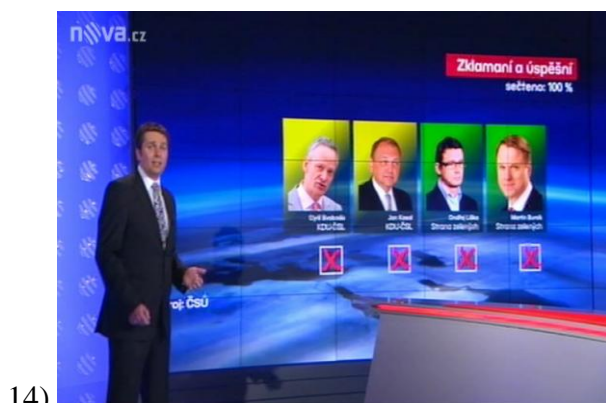 nova.cz
Zklamaní a úspěšní
sečteno: 100 %
Cyril Svoboda
KDU-ČSL
Jan Kasal
KDU-ČSL
Ondřej Liška
Strana zelených
Martin Bursík
Strana zelených
roj: ČSÚ
14)